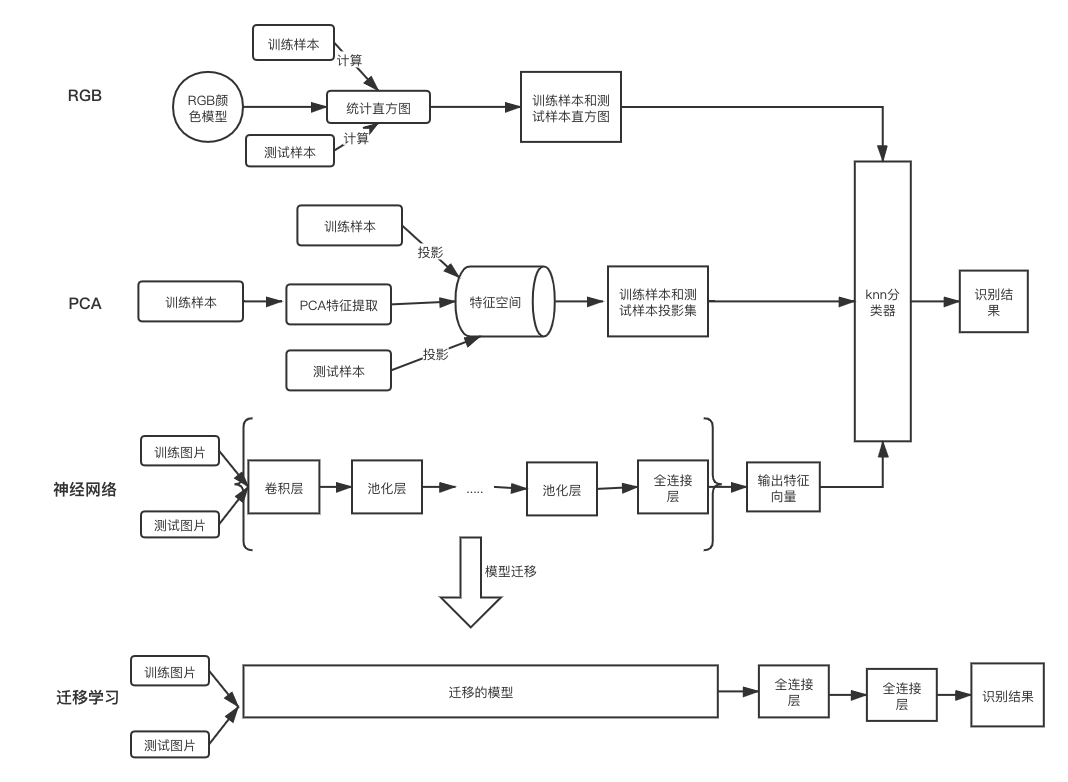 训练样本
计算
RGB
RGB颜
色模型
统计直方图
训练样本和测
试样本直方图
计算
测试样本
训练样本
投影
PCA
训练样本
PCA特征提取
特征空间
训练样本和测
试样本投影集
knn分
类器
识别结
果
投影
测试样本
训练图片
神经网络
卷积层
池化层
.....
池化层
全连接
层
输出特征
向量
测试图片
模型迁移
训练图片
迁移学习
迁移的模型
全连接
层
全连接
层
识别结果
测试图片